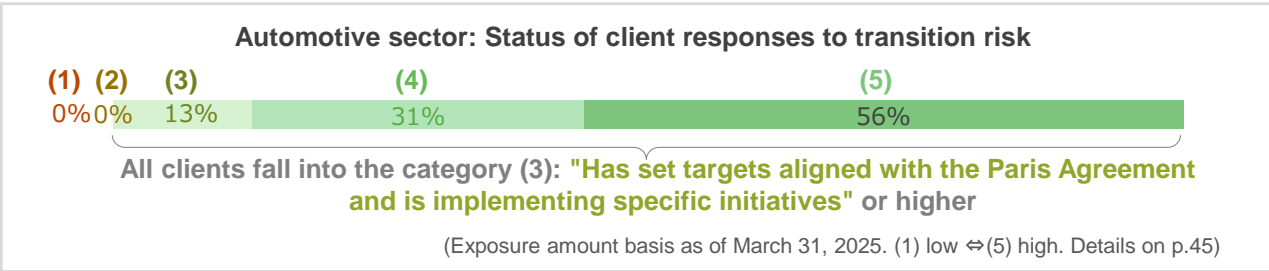 Automotive sector: Status of client responses to transition risk
(1) (2) (3) (4) (5)
0% 0% 13% 31% 56%
All clients fall into the category (3): "Has set targets aligned with the Paris Agreement
and is implementing specific initiatives" or higher
(Exposure amount basis as of March 31, 2025. (1) low ⇔(5) high. Details on p.45)